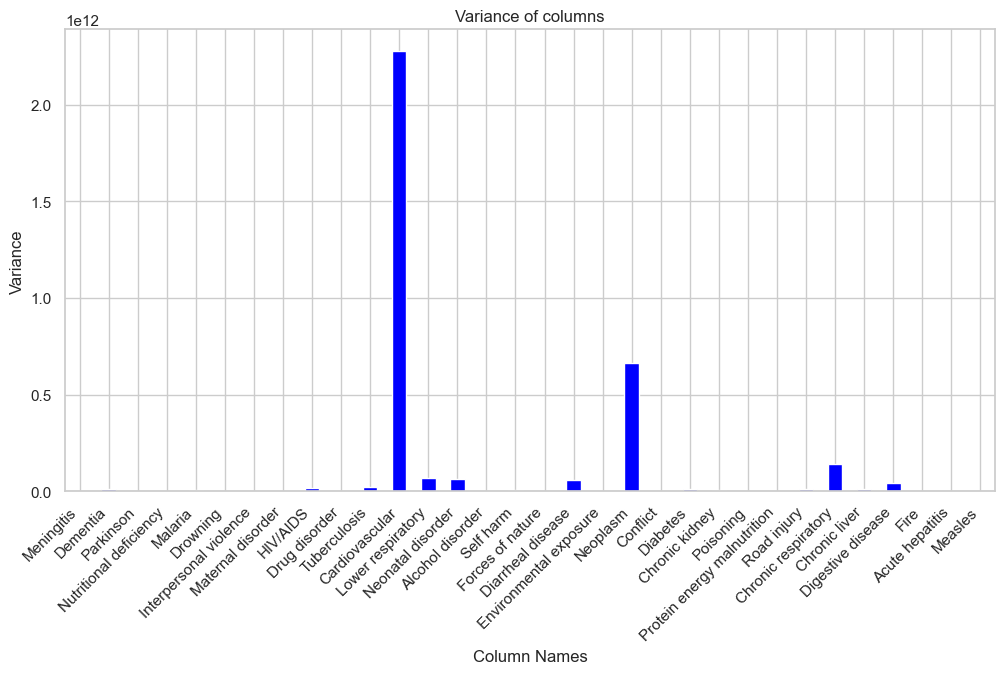 Variance of columns
1e12
2.0
1.5
1.0
0.5
0.0
Variance
Meningitis
Dementia
Parkinson
Nutritional deficiency
Malaria
Drowning
Interpersonal violence
Maternal disorder
HIV/AIDS
Drug disorder
Tuberculosis
Cardiovascular
Lower respiratory
Neonatal disorder
Alcohol disorder
Self harm
Forces of nature
Diarrheal disease
Environmental exposure
Neoplasm
Conflict
Diabetes
Chronic kidney
Poisoning
Protein energy malnutrition
Road injury
Chronic respiratory
Chronic liver
Digestive disease
Fire
Acute hepatitis
Measles
Column Names